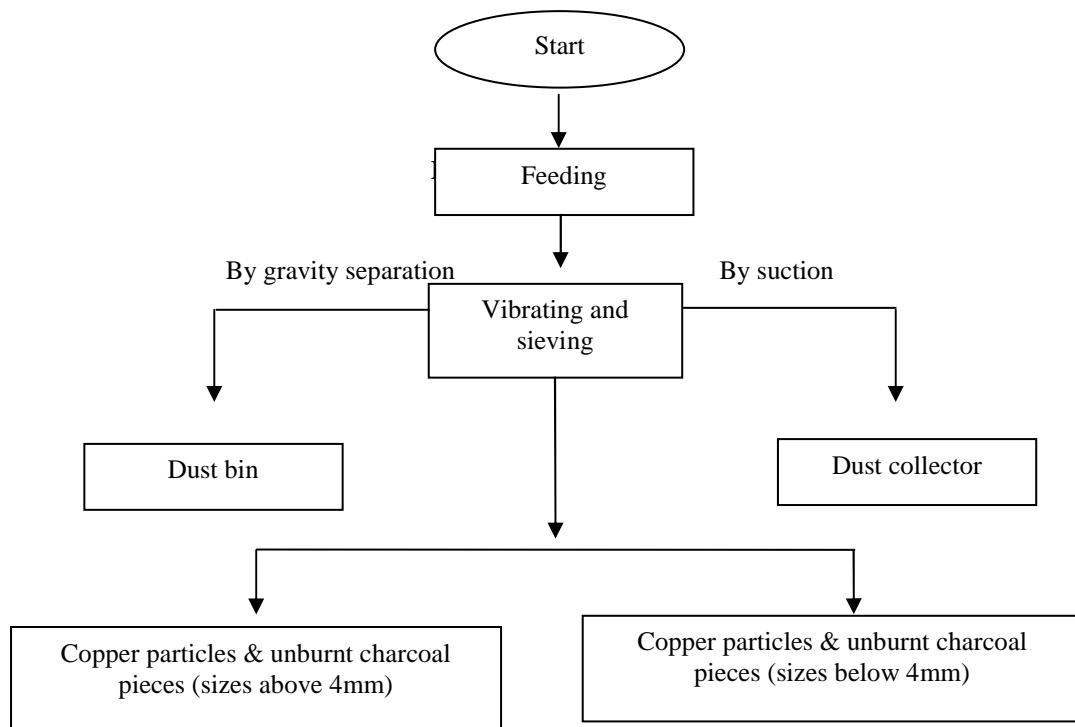 Start
Feeding
By gravity separation
By suction
Vibrating and
sieving
Dust bin
Dust collector
Copper particles & unburnt charcoal
pieces (sizes above 4mm)
Copper particles & unburnt charcoal
pieces (sizes below 4mm)